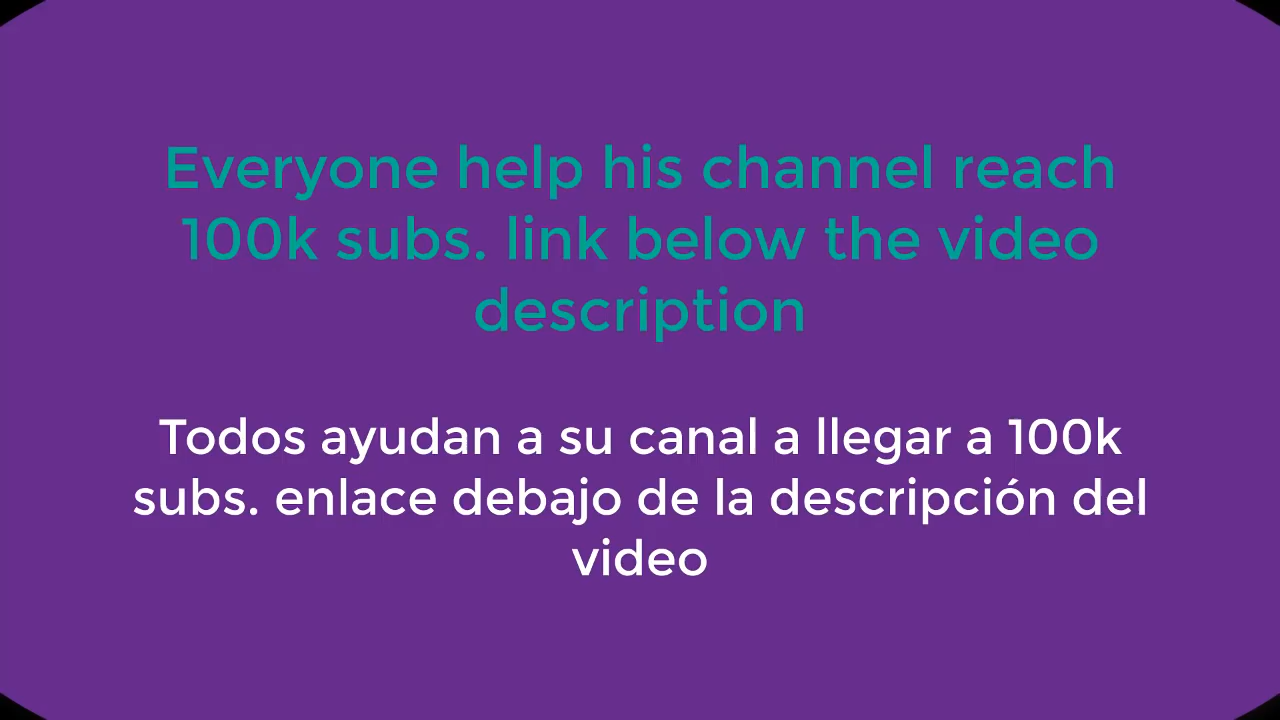 Everyone help his channel reach
100k subs. link below the video
description
Todos ayudan a su canal a llegar a 100k
subs. enlace debajo de la descripción del
video